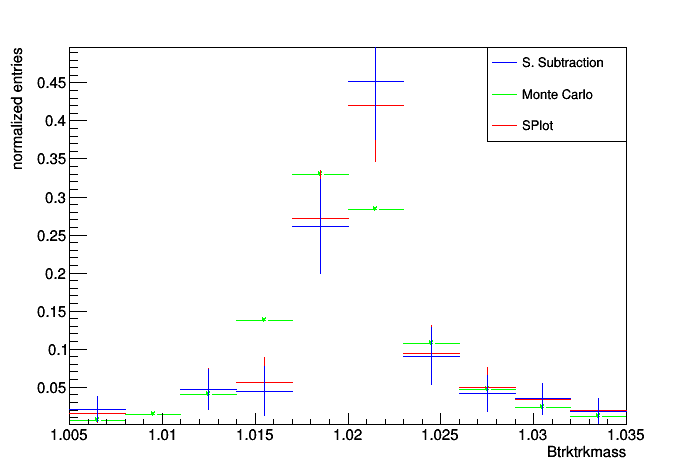 normalized entries
0.45
0.4
0.35
0.3
0.25
0.2
0.15
0.1
0.05
S. Subtraction
Monte Carlo
SPlot
1.005 1.01 1.015 1.02 1.025 1.03 1.035
Btrktrkmass